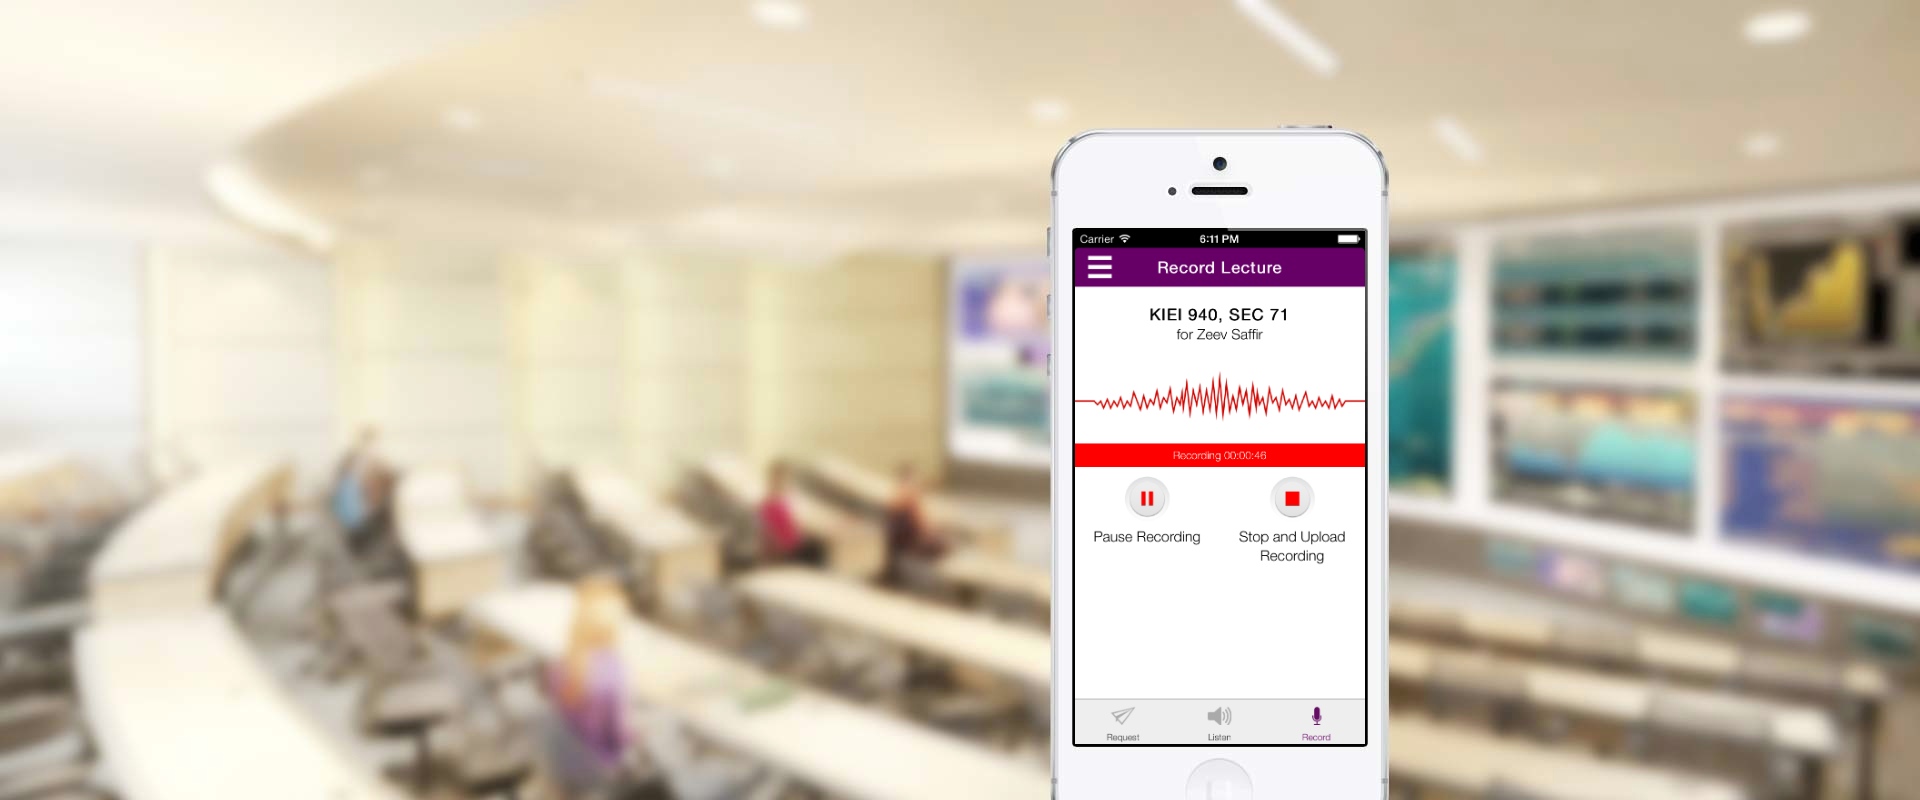 Carrier 6:11 PM
Record Lecture
KIEI 940, SEC 71
for Zeev Saffir
Recording 00:00:46
Pause Recording
Stop and Upload
Recording
Request Listen Record